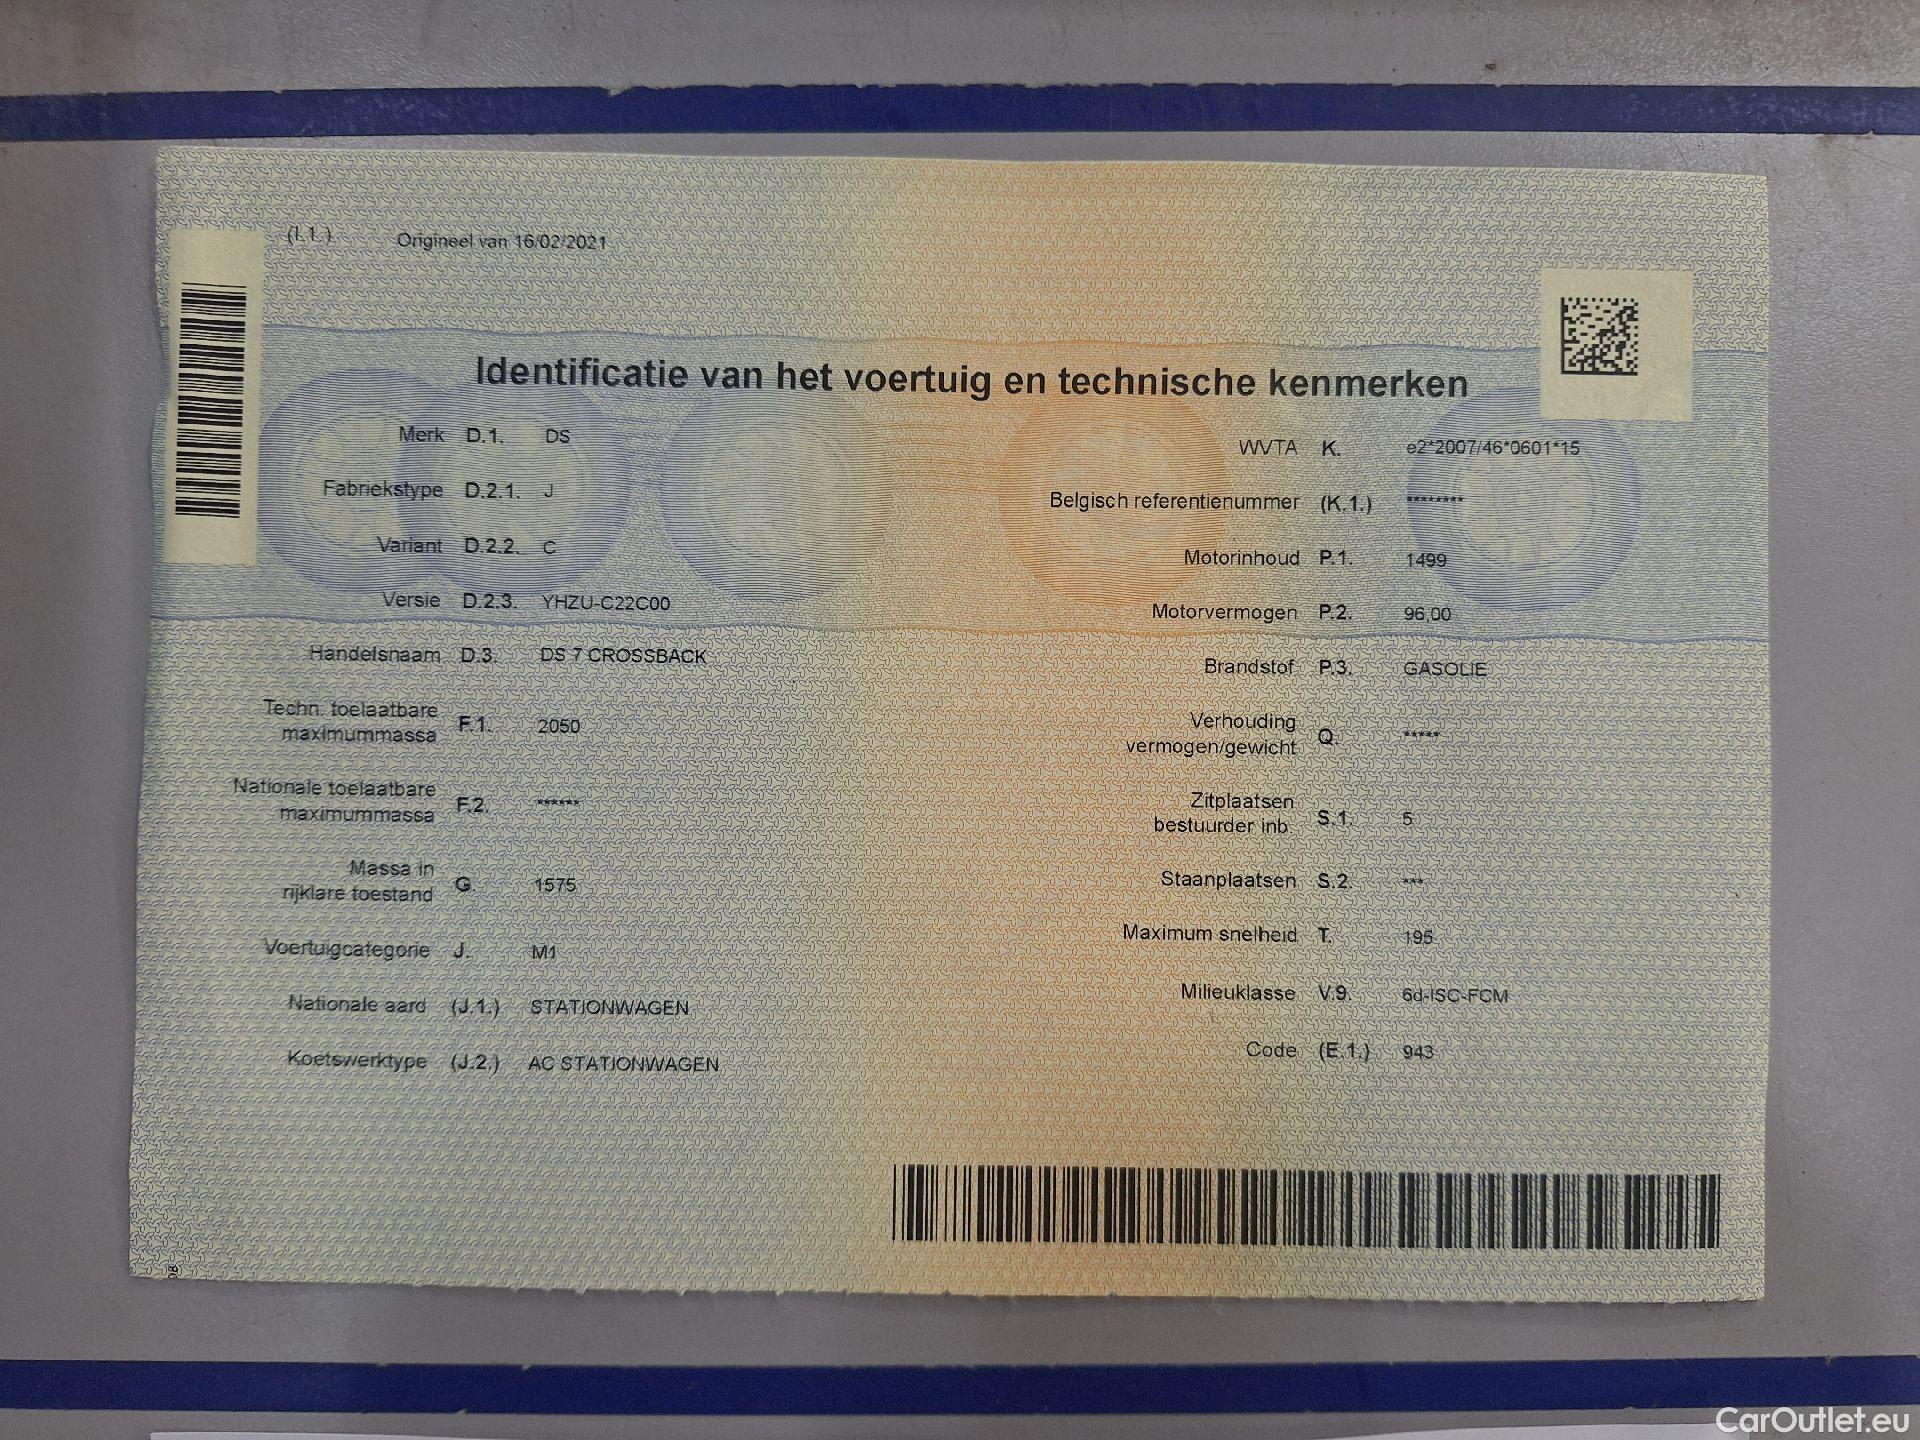 (I.1.) Origineel van 16/02/2021
Identificatie van het voertuig en technische kenmerken
Merk D.1. DS
Fabriekstype D.2.1. J
Variant D.2.2. C
Versie D.2.3. YHZU-C22C00
Handelsnaam D.3. DS 7 CROSSBACK
Techn. toelaatbare
maximummassa F.1. 2050
Nationale toelaatbare
maximummassa F.2. ******
Massa in
rijklare toestand G. 1575
Voertuigcategorie J. M1
Nationale aard (J.1.) STATIONWAGEN
Koetswerktype (J.2.) AC STATIONWAGEN
WVTA K. e2*2007/46*0601*15
Belgisch referentienummer (K.1.) ********
Motorinhoud P.1. 1499
Motorvermogen P.2. 96,00
Brandstof P.3. GASOLIE
Verhouding
vermogen/gewicht Q. *****
Zitplaatsen
bestuurder inb. S.1. 5
Staanplaatsen S.2. ***
Maximum snelheid T. 195
Milieuklasse V.9. 6d-ISC-FCM
Code (E.1.) 943
08
CarOutlet.eu